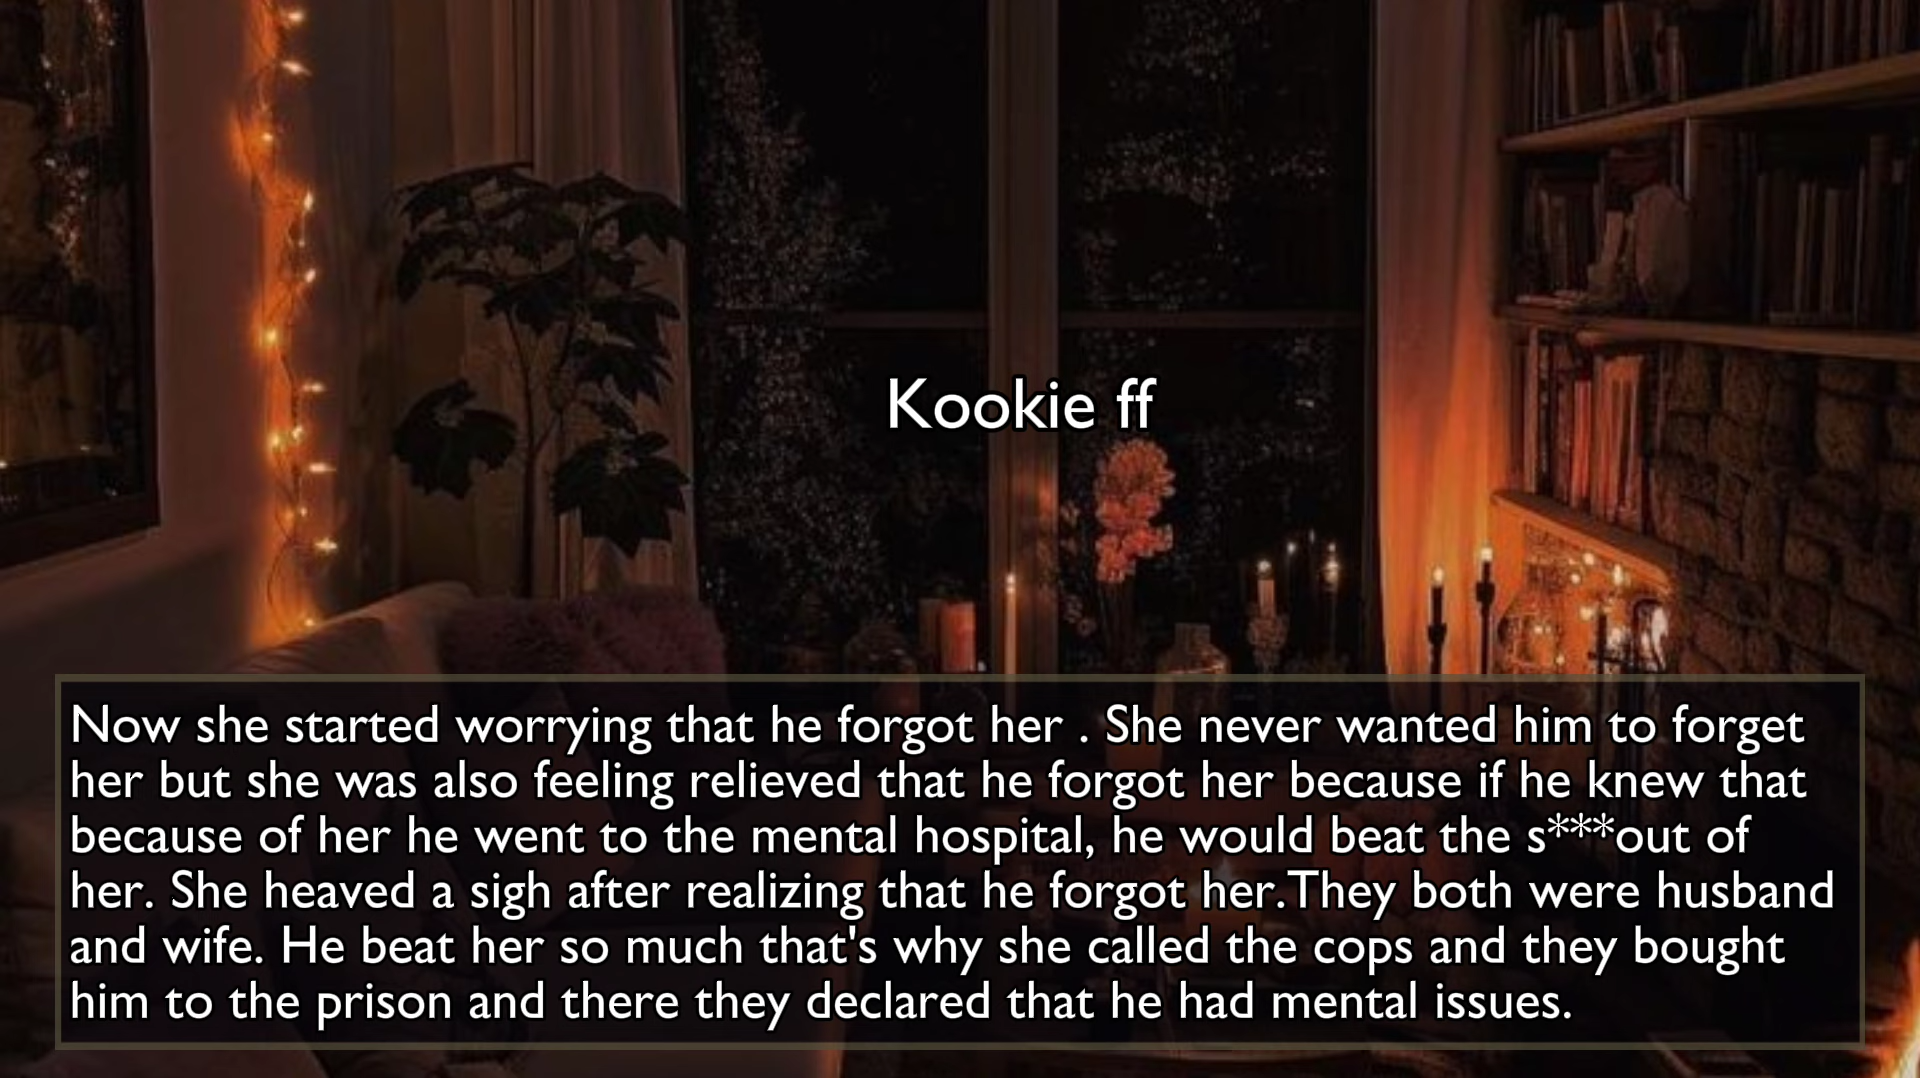 Kookie ff
Now she started worrying that he forgot her . She never wanted him to forget
her but she was also feeling relieved that he forgot her because if he knew that
because of her he went to the mental hospital, he would beat the s***out of
her. She heaved a sigh after realizing that he forgot her.They both were husband
and wife. He beat her so much that's why she called the cops and they bought
him to the prison and there they declared that he had mental issues.